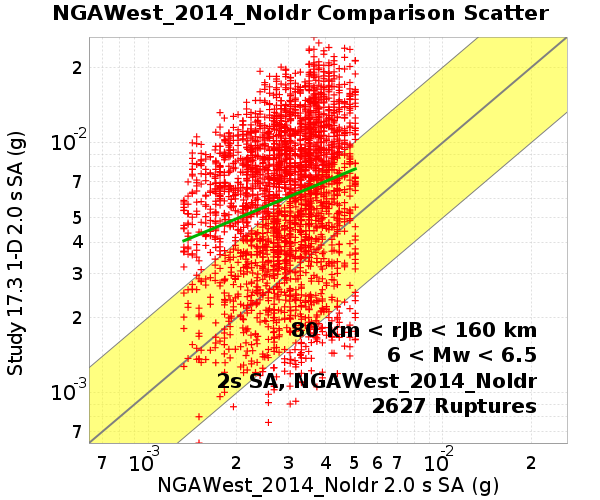 NGAWest_2014_NoIdr Comparison Scatter
Study 17.3 1-D 2.0 s SA (g)
2
10-2
7
5
4
3
2
10-3
7
80 km < rJB < 160 km
6 < Mw < 6.5
2s SA, NGAWest_2014_NoIdr
2627 Ruptures
7 10-3 2 3 4 5 6 7 10-2 2
NGAWest_2014_NoIdr 2.0 s SA (g)